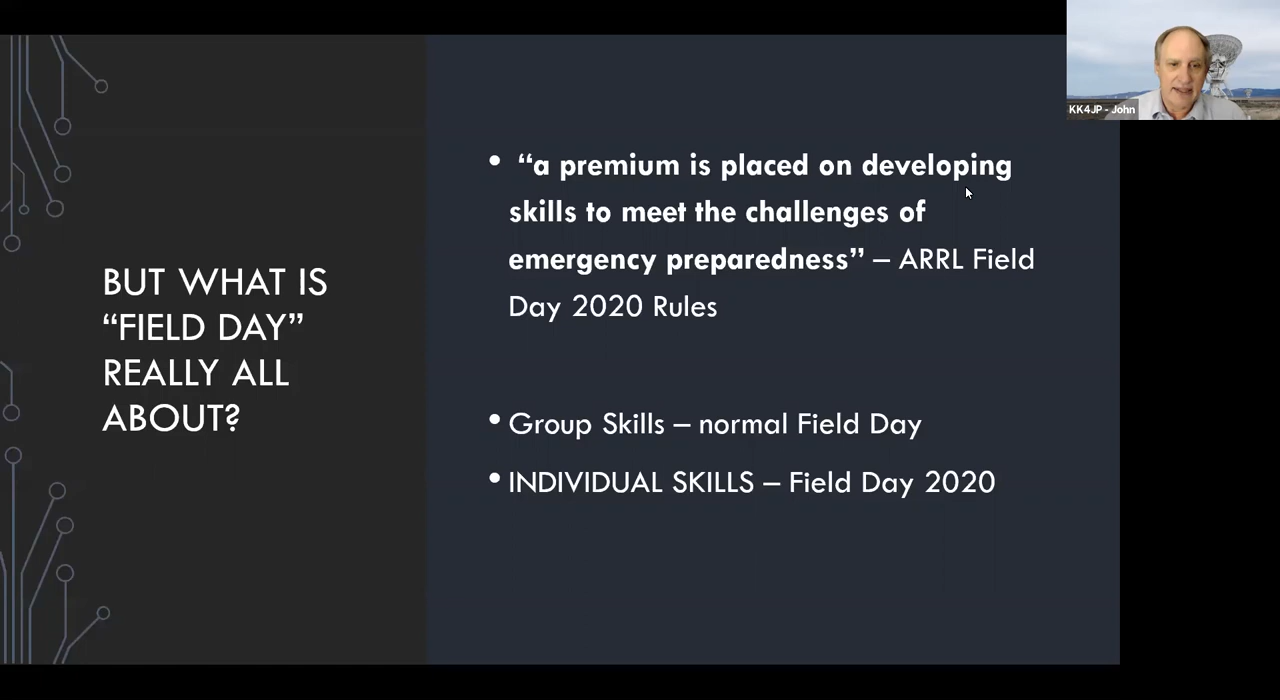 KK4JP - John
BUT WHAT IS
“FIELD DAY”
REALLY ALL
ABOUT?
• “a premium is placed on developing
skills to meet the challenges of
emergency preparedness” – ARRL Field
Day 2020 Rules
• Group Skills – normal Field Day
• INDIVIDUAL SKILLS – Field Day 2020